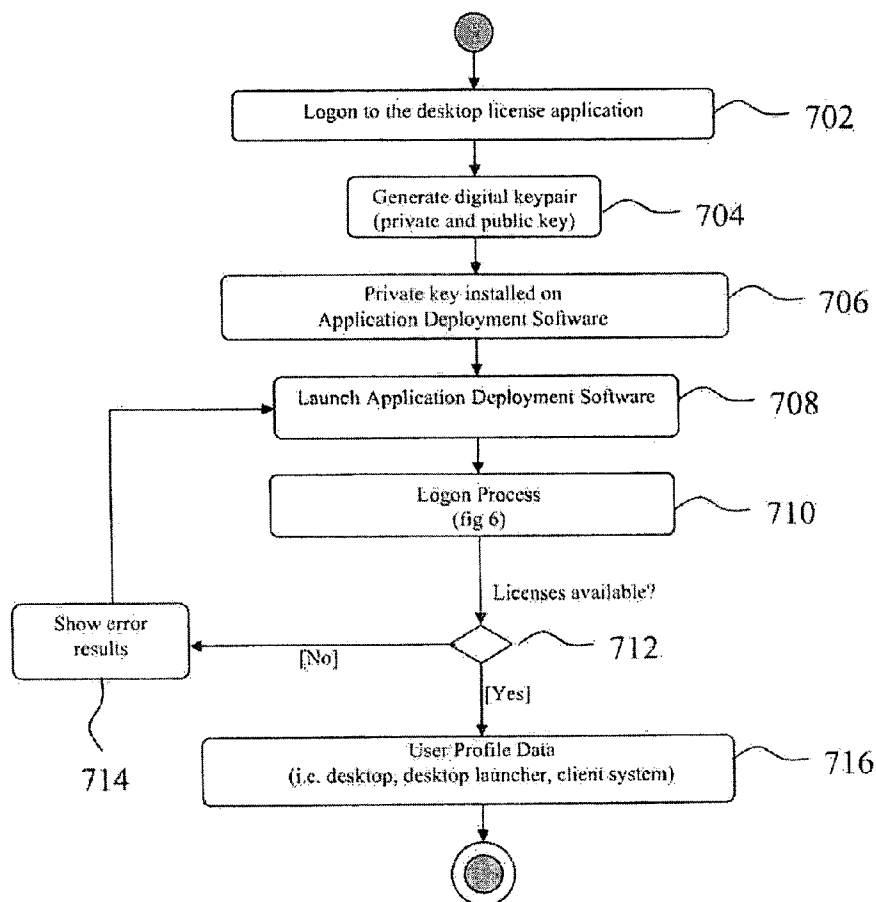 Logon to the desktop license application
702
Generate digital keypair
(private and public key)
704
Private key installed on
Application Deployment Software
706
Launch Application Deployment Software
708
Logon Process
(fig 6)
710
Licenses available?
712
[No]
Show error
results
714
[Yes]
User Profile Data
(i.e. desktop, desktop launcher, client system)
716